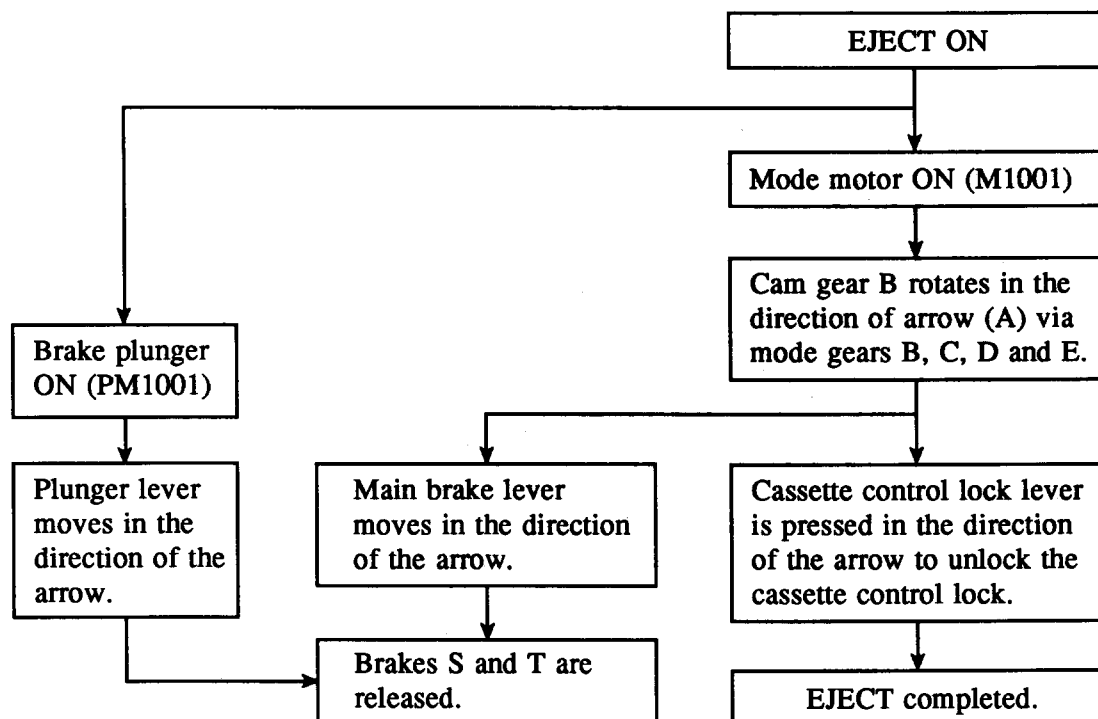 EJECT ON
Mode motor ON (M1001)
Cam gear B rotates in the
direction of arrow (A) via
mode gears B, C, D and E.
Brake plunger
ON (PM1001)
Plunger lever
moves in the
direction of the
arrow.
Main brake lever
moves in the direction
of the arrow.
Cassette control lock lever
is pressed in the direction
of the arrow to unlock the
cassette control lock.
Brakes S and T are
released.
EJECT completed.